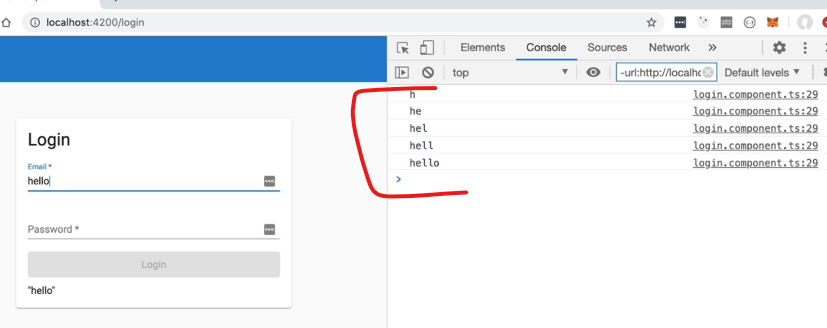 localhost:4200/login
Elements Console Sources Network »
top -url:http://localho Default levels ▼
h login.component.ts:29
he login.component.ts:29
hel login.component.ts:29
hell login.component.ts:29
hello login.component.ts:29
>
Login
Email *
hello
Password *
Login
"hello"